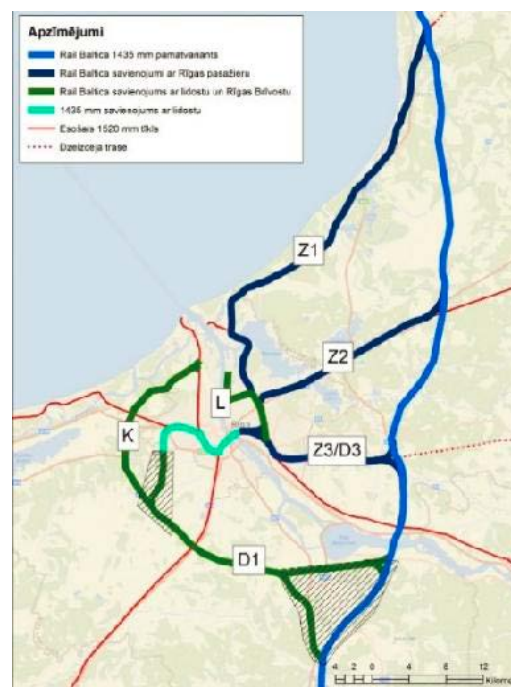 Apzīmējumi
Rail Baltica 1435 mm pamatvariants
Rail Baltica savienojumi ar Rīgas pasažieru
Rail Baltica savienojumi ar lidostu un Rīgas Brīvostu
1435 mm savienojums ar lidostu
Esošais 1520 mm tīkls
Dzelzceļa trase
Z1
Z2
L
K
Z3/D3
D1
4 2 0 4 8 12